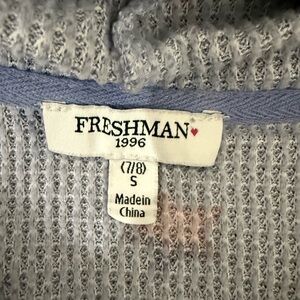 FRESHMAN
1996
(7/8)
S
Made in
China